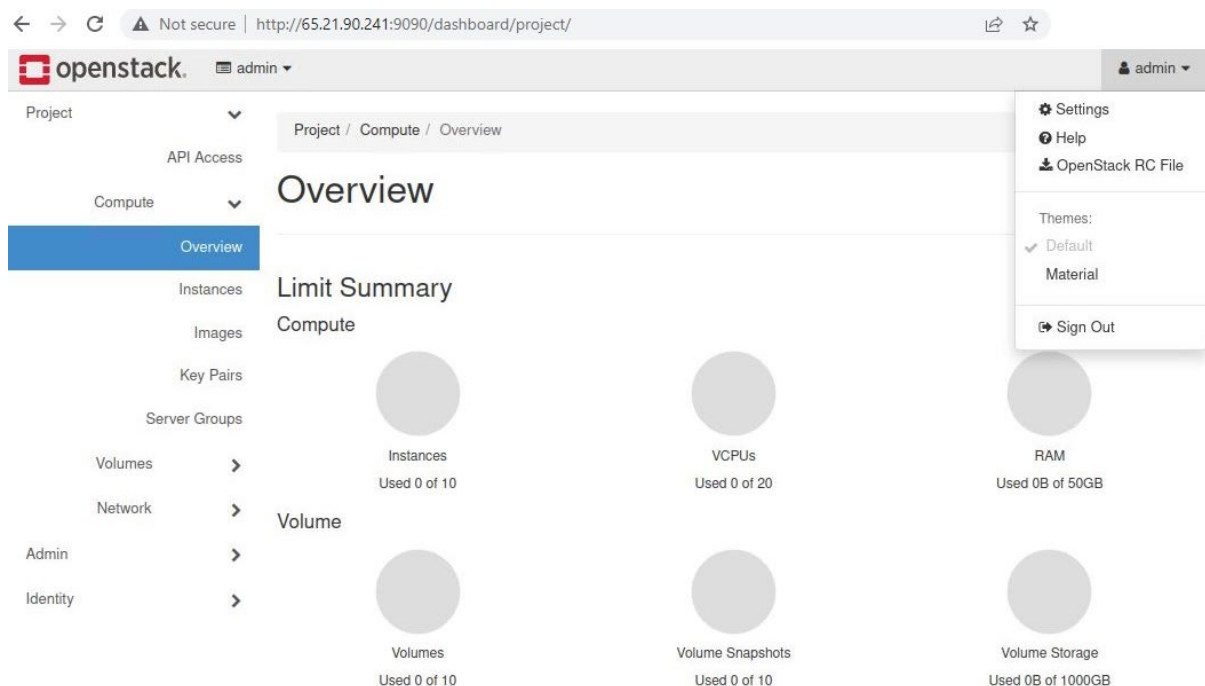 Not secure | http://65.21.90.241:9090/dashboard/project/
openstack. admin admin
Project
API Access
Compute
Overview
Instances
Images
Key Pairs
Server Groups
Volumes
Network
Admin
Identity
Project / Compute / Overview
Overview
Limit Summary
Compute
Instances
Used 0 of 10
VCPUs
Used 0 of 20
RAM
Used 0B of 50GB
Volume
Volumes
Used 0 of 10
Volume Snapshots
Used 0 of 10
Volume Storage
Used 0B of 1000GB
Settings
Help
OpenStack RC File
Themes:
Default
Material
Sign Out